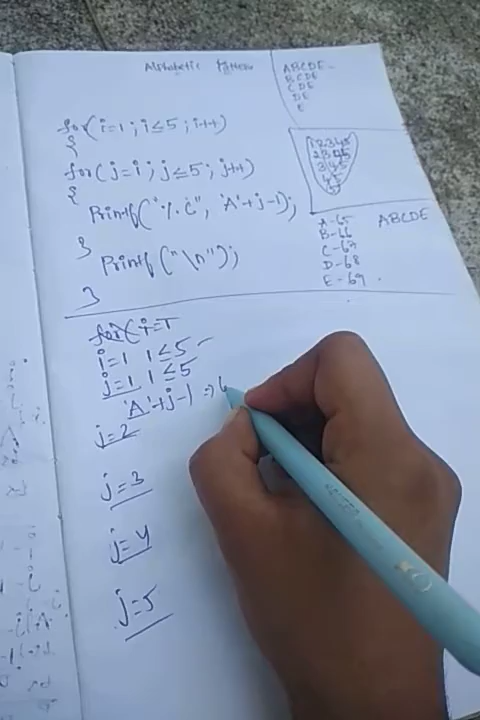 Alphabetic Pattern
ABCDE
BCDE
CDE
DE
E
for(i=1; i≤5; i++)
{
for(j=i; j≤5; j++)
{
Printf("%c", 'A'+j-1);
}
Printf("\n");
}
12345
2345
345
45
5
A-65
B-66
C-67
D-68
E-69
ABCDE
for(i=1
i=1 1≤5
j=1 1≤5
'A'+j-1 => 6
j=2
j=3
j=4
j=5